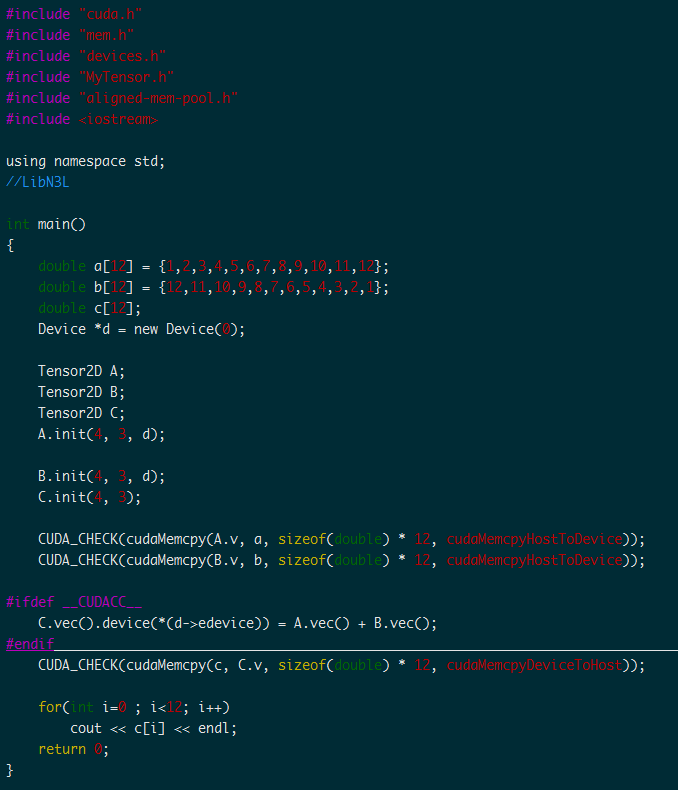 #include "cuda.h"
#include "mem.h"
#include "devices.h"
#include "MyTensor.h"
#include "aligned-mem-pool.h"
#include <iostream>

using namespace std;
//LibN3L

int main()
{
    double a[12] = {1,2,3,4,5,6,7,8,9,10,11,12};
    double b[12] = {12,11,10,9,8,7,6,5,4,3,2,1};
    double c[12];
    Device *d = new Device(0);

    Tensor2D A;
    Tensor2D B;
    Tensor2D C;
    A.init(4, 3, d);

    B.init(4, 3, d);
    C.init(4, 3);

    CUDA_CHECK(cudaMemcpy(A.v, a, sizeof(double) * 12, cudaMemcpyHostToDevice));
    CUDA_CHECK(cudaMemcpy(B.v, b, sizeof(double) * 12, cudaMemcpyHostToDevice));

#ifdef __CUDACC__
    C.vec().device(*(d->edevice)) = A.vec() + B.vec();
#endif
    CUDA_CHECK(cudaMemcpy(c, C.v, sizeof(double) * 12, cudaMemcpyDeviceToHost));

    for(int i=0 ; i<12; i++)
        cout << c[i] << endl;
    return 0;
}